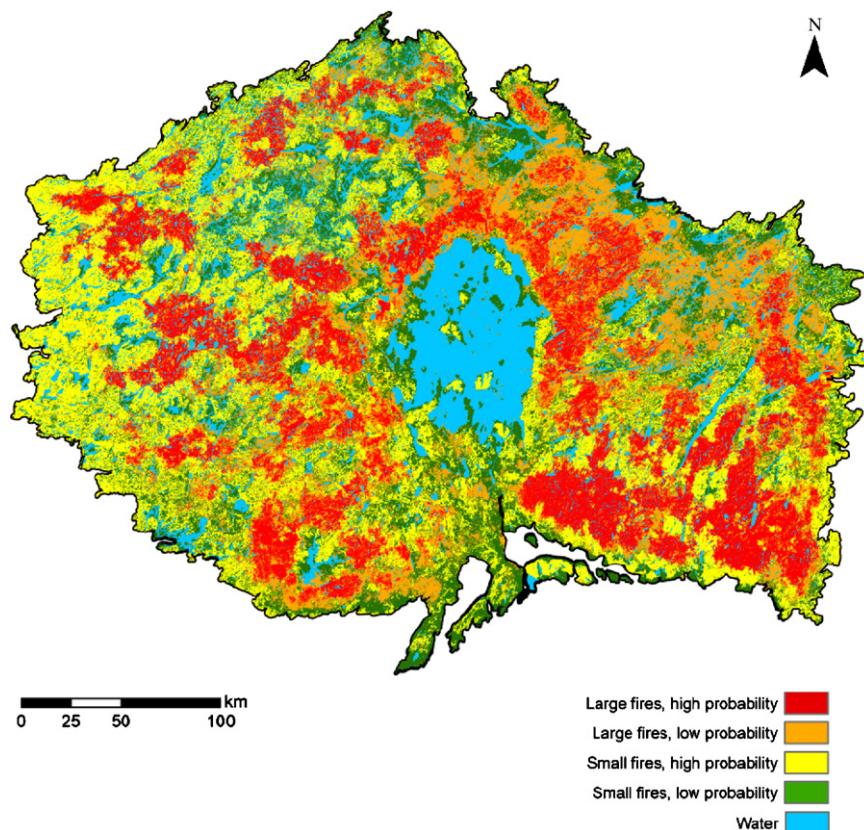 N
km
0 25 50 100
Large fires, high probability
Large fires, low probability
Small fires, high probability
Small fires, low probability
Water